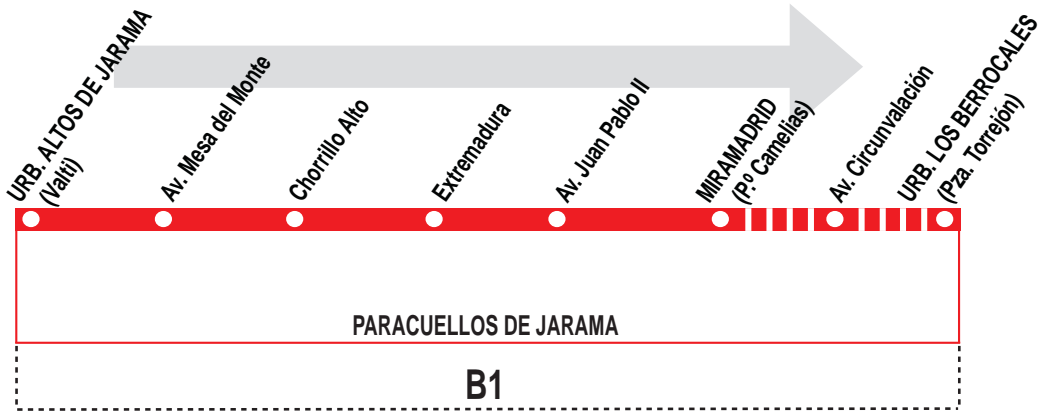 URB. ALTOS DE JARAMA
(Valti)
Av. Mesa del Monte
Chorrillo Alto
Extremadura
Av. Juan Pablo II
MIRAMADRID
(P.º Camelias)
Av. Circunvalación
URB. LOS BERROCALES
(Pza. Torrejón)
PARACUELLOS DE JARAMA
B1